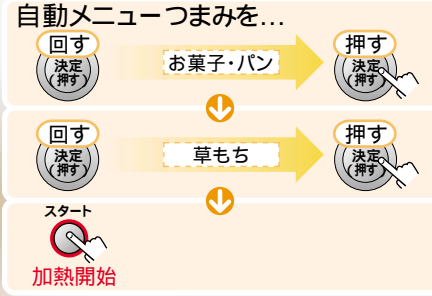 自動メニューつまみを…
回す
決定
(押す)
お菓子・パン
押す
決定
(押す)
回す
決定
(押す)
草もち
押す
決定
(押す)
スタート
加熱開始